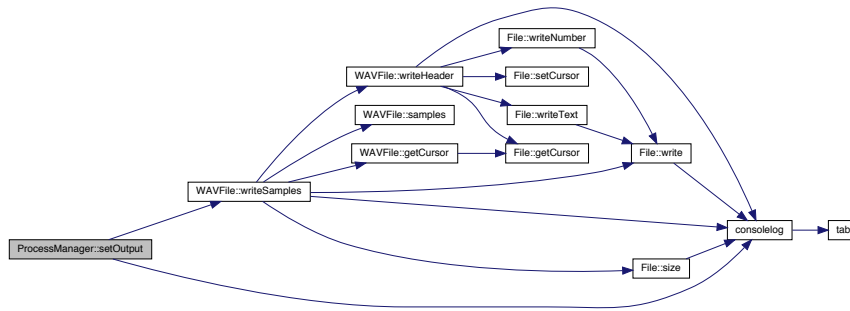 File::writeNumber
WAVFile::writeHeader
File::setCursor
WAVFile::samples
File::writeText
WAVFile::getCursor
File::getCursor
File::write
WAVFile::writeSamples
consolelog
tab
ProcessManager::setOutput
File::size